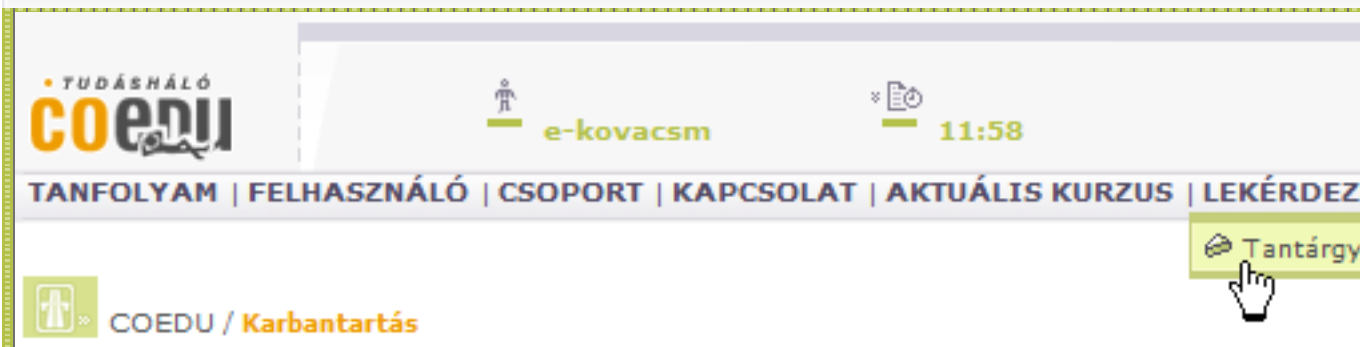 • TUDÁSHÁLÓ
COEDU
e-kovacsm
11:58
TANFOLYAM | FELHASZNÁLÓ | CSOPORT | KAPCSOLAT | AKTUÁLIS KURZUS | LEKÉRDEZ
Tantárgy
COEDU / Karbantartás